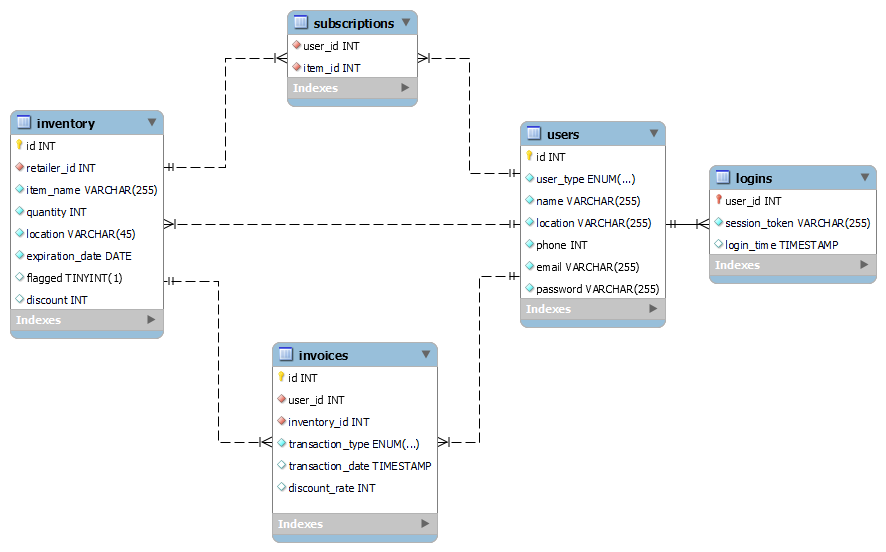 subscriptions
user_id INT
item_id INT
Indexes
inventory
id INT
retailer_id INT
item_name VARCHAR(255)
quantity INT
location VARCHAR(45)
expiration_date DATE
flagged TINYINT(1)
discount INT
Indexes
users
id INT
user_type ENUM(...)
name VARCHAR(255)
location VARCHAR(255)
phone INT
email VARCHAR(255)
password VARCHAR(255)
Indexes
logins
user_id INT
session_token VARCHAR(255)
login_time TIMESTAMP
Indexes
invoices
id INT
user_id INT
inventory_id INT
transaction_type ENUM(...)
transaction_date TIMESTAMP
discount_rate INT
Indexes